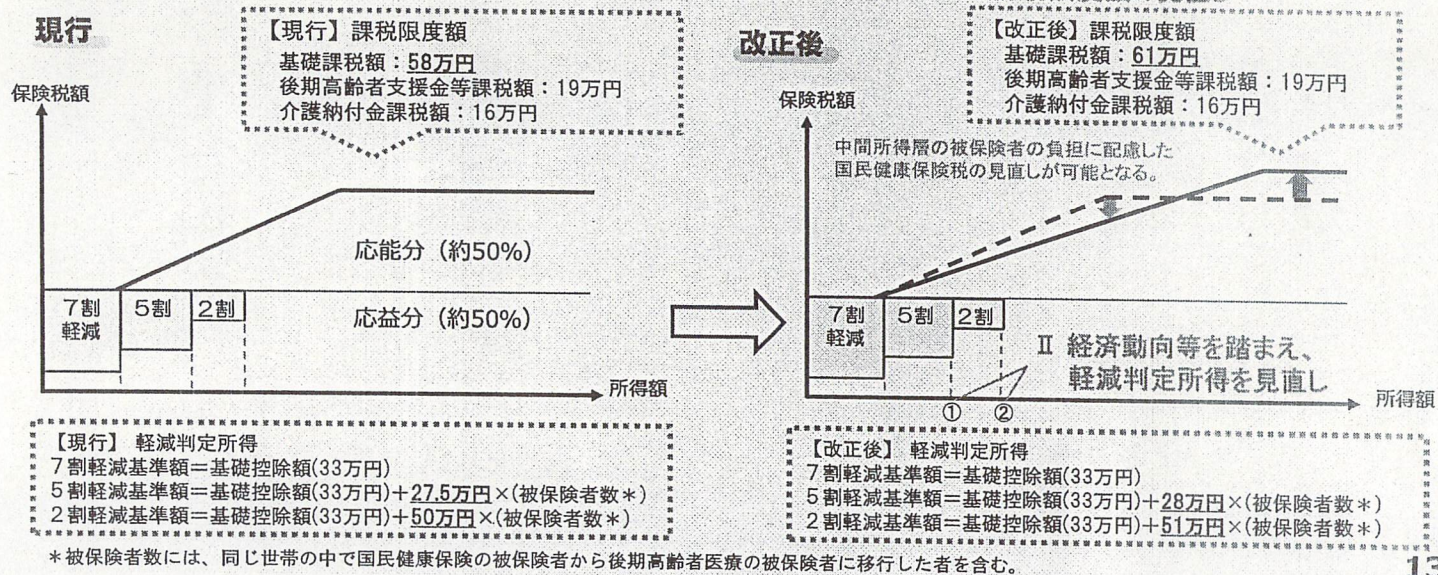 現行
【現行】課税限度額
基礎課税額：58万円
後期高齢者支援金等課税額：19万円
介護納付金課税額：16万円
保険税額
応能分（約50%）
応益分（約50%）
7割
軽減
5割
2割
所得額
【現行】 軽減判定所得
7割軽減基準額＝基礎控除額(33万円)
5割軽減基準額＝基礎控除額(33万円)+27.5万円×(被保険者数＊)
2割軽減基準額＝基礎控除額(33万円)+50万円×(被保険者数＊)
改正後
【改正後】課税限度額
基礎課税額：61万円
後期高齢者支援金等課税額：19万円
介護納付金課税額：16万円
保険税額
中間所得層の被保険者の負担に配慮した
国民健康保険税の見直しが可能となる。
7割
軽減
5割
2割
Ⅱ 経済動向等を踏まえ、
軽減判定所得を見直し
① ②
所得額
【改正後】 軽減判定所得
7割軽減基準額＝基礎控除額(33万円)
5割軽減基準額＝基礎控除額(33万円)+28万円×(被保険者数＊)
2割軽減基準額＝基礎控除額(33万円)+51万円×(被保険者数＊)
＊被保険者数には、同じ世帯の中で国民健康保険の被保険者から後期高齢者医療の被保険者に移行した者を含む。